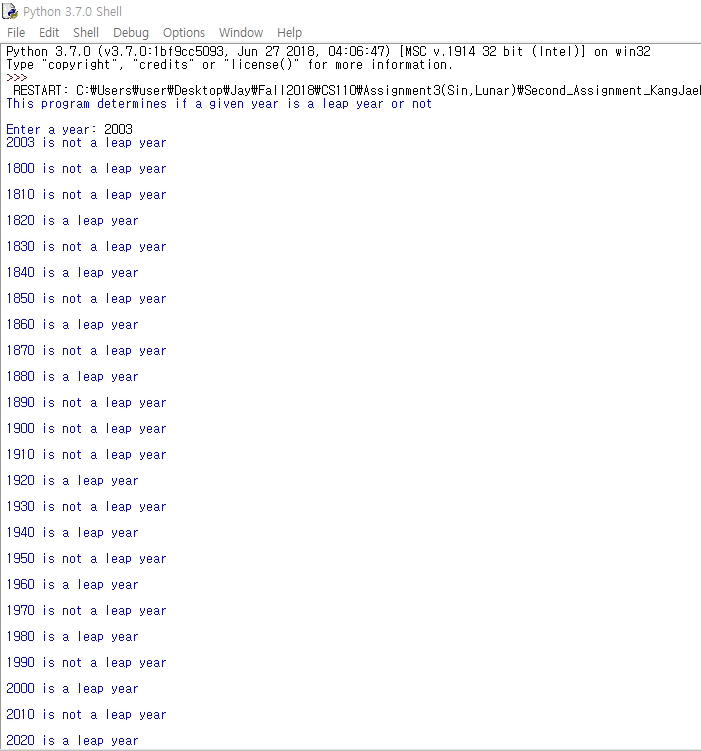 Python 3.7.0 Shell
File Edit Shell Debug Options Window Help
Python 3.7.0 (v3.7.0:1bf9cc5093, Jun 27 2018, 04:06:47) [MSC v.1914 32 bit (Intel)] on win32
Type "copyright", "credits" or "license()" for more information.
>>>
RESTART: C:₩Users₩user₩Desktop₩Jay₩Fall2018₩CS110₩Assignment3(Sin,Lunar)₩Second_Assignment_KangJae
This program determines if a given year is a leap year or not
Enter a year: 2003
2003 is not a leap year
1800 is not a leap year
1810 is not a leap year
1820 is a leap year
1830 is not a leap year
1840 is a leap year
1850 is not a leap year
1860 is a leap year
1870 is not a leap year
1880 is a leap year
1890 is not a leap year
1900 is not a leap year
1910 is not a leap year
1920 is a leap year
1930 is not a leap year
1940 is a leap year
1950 is not a leap year
1960 is a leap year
1970 is not a leap year
1980 is a leap year
1990 is not a leap year
2000 is a leap year
2010 is not a leap year
2020 is a leap year